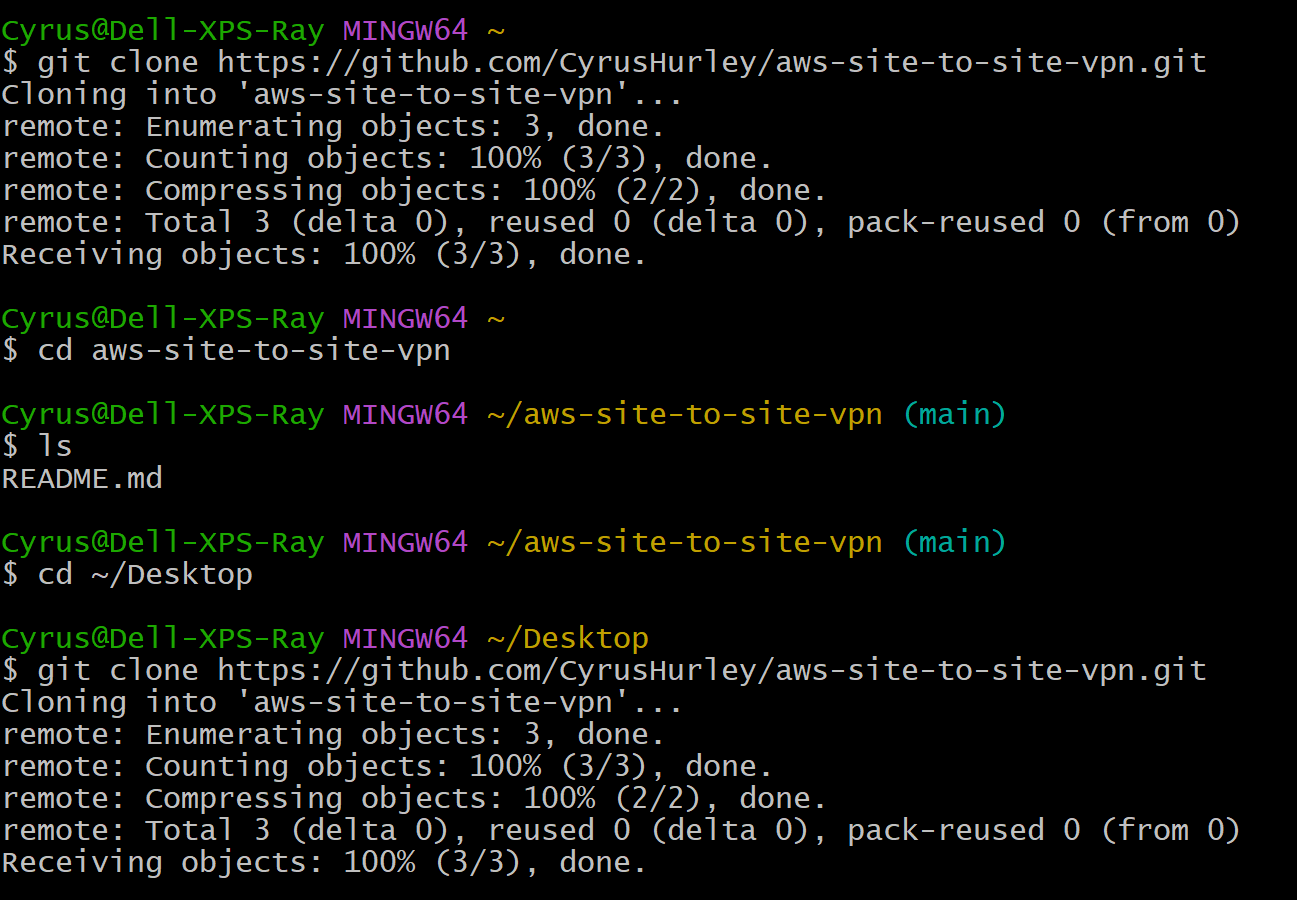 Cyrus@Dell-XPS-Ray MINGW64 ~
$ git clone https://github.com/CyrusHurley/aws-site-to-site-vpn.git
Cloning into 'aws-site-to-site-vpn'...
remote: Enumerating objects: 3, done.
remote: Counting objects: 100% (3/3), done.
remote: Compressing objects: 100% (2/2), done.
remote: Total 3 (delta 0), reused 0 (delta 0), pack-reused 0 (from 0)
Receiving objects: 100% (3/3), done.
Cyrus@Dell-XPS-Ray MINGW64 ~
$ cd aws-site-to-site-vpn
Cyrus@Dell-XPS-Ray MINGW64 ~/aws-site-to-site-vpn (main)
$ ls
README.md
Cyrus@Dell-XPS-Ray MINGW64 ~/aws-site-to-site-vpn (main)
$ cd ~/Desktop
Cyrus@Dell-XPS-Ray MINGW64 ~/Desktop
$ git clone https://github.com/CyrusHurley/aws-site-to-site-vpn.git
Cloning into 'aws-site-to-site-vpn'...
remote: Enumerating objects: 3, done.
remote: Counting objects: 100% (3/3), done.
remote: Compressing objects: 100% (2/2), done.
remote: Total 3 (delta 0), reused 0 (delta 0), pack-reused 0 (from 0)
Receiving objects: 100% (3/3), done.